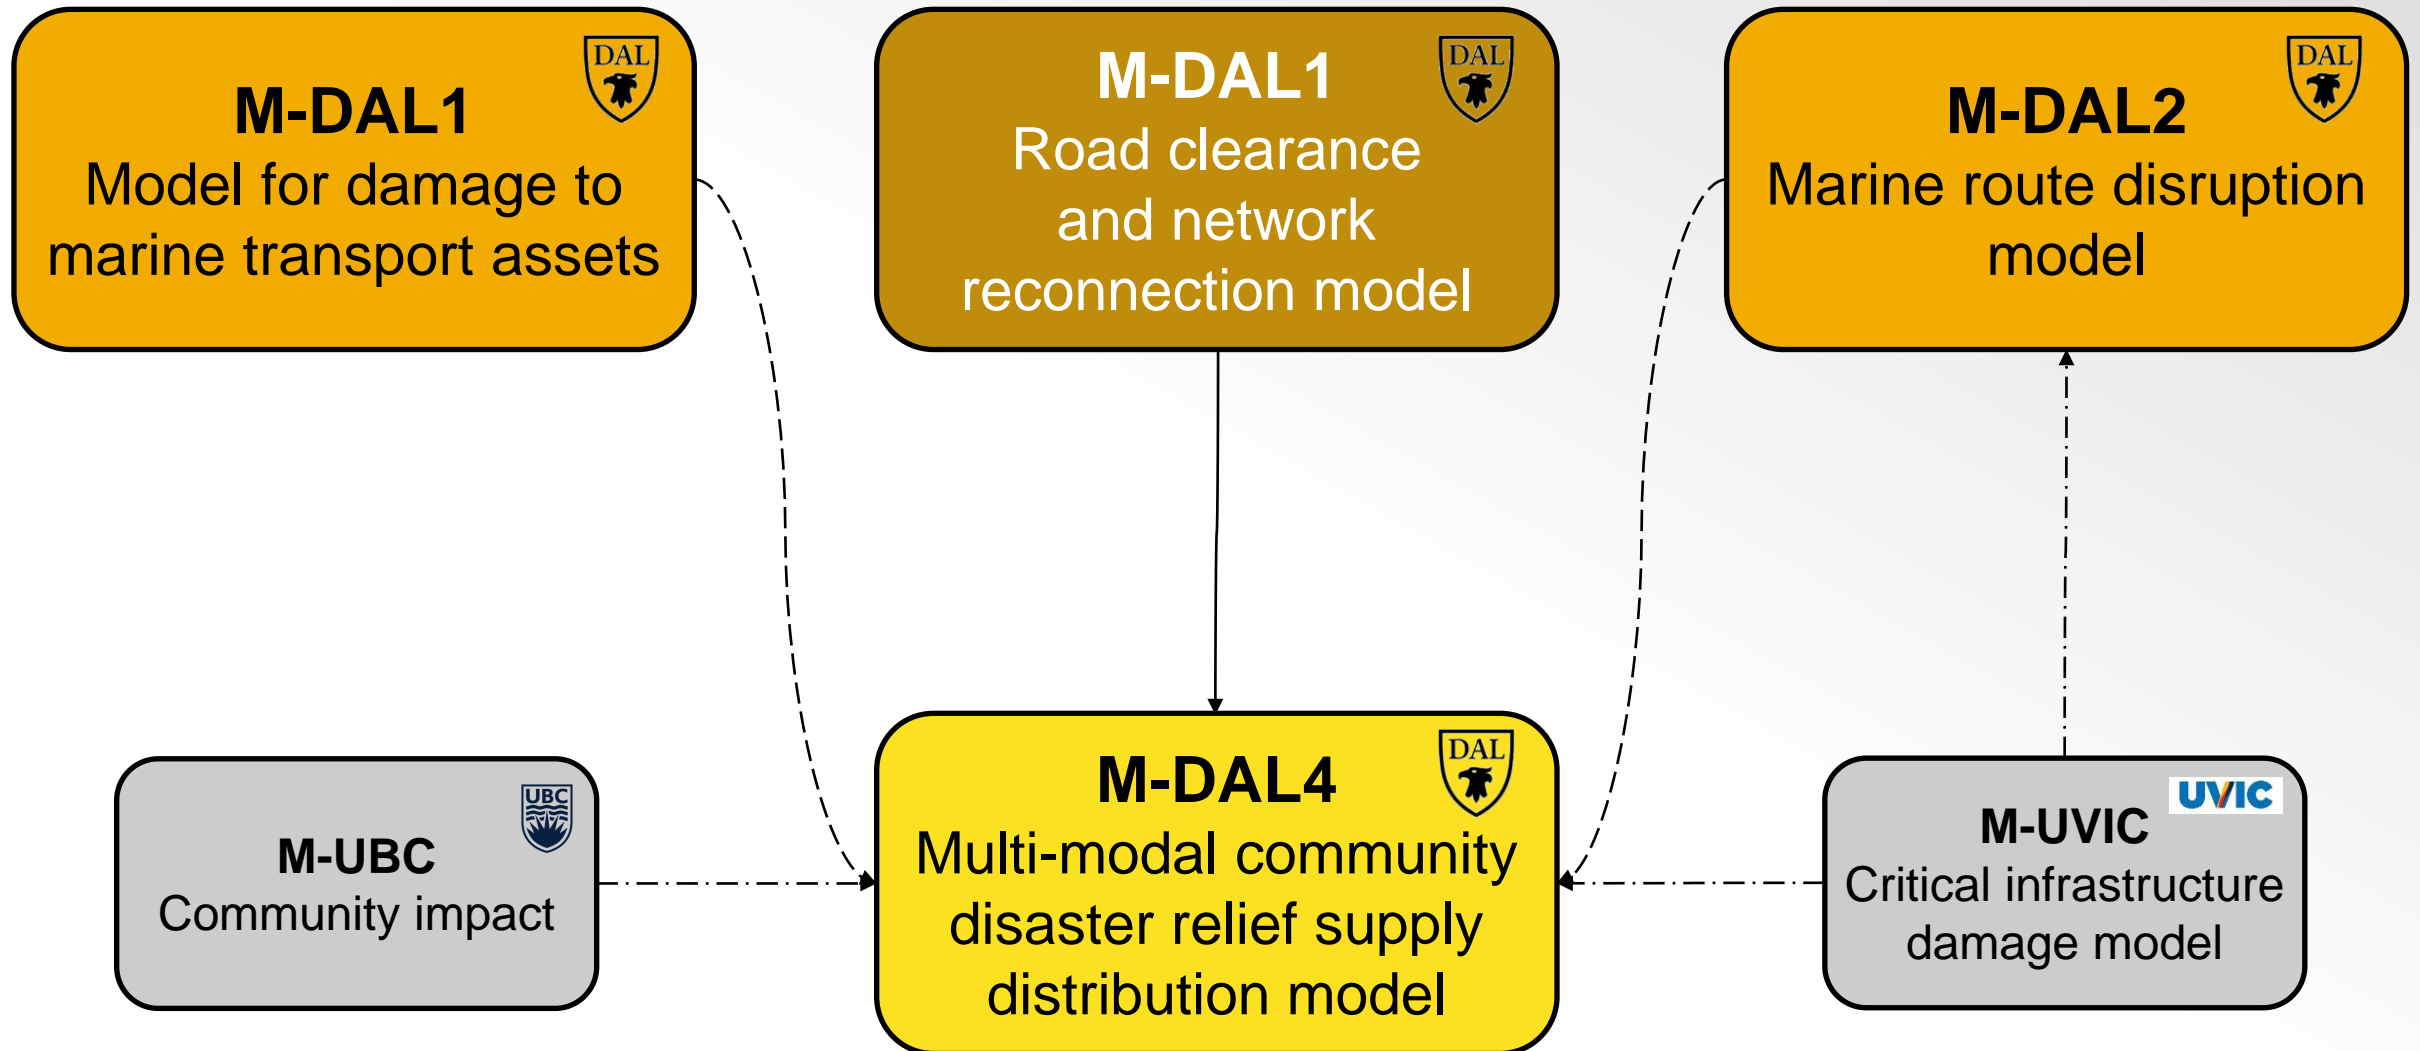 DAL
M-DAL1
Model for damage to
marine transport assets
DAL
M-DAL1
Road clearance
and network
reconnection model
DAL
M-DAL2
Marine route disruption
model
UBC
M-UBC
Community impact
DAL
M-DAL4
Multi-modal community
disaster relief supply
distribution model
UVIC
M-UVIC
Critical infrastructure
damage model